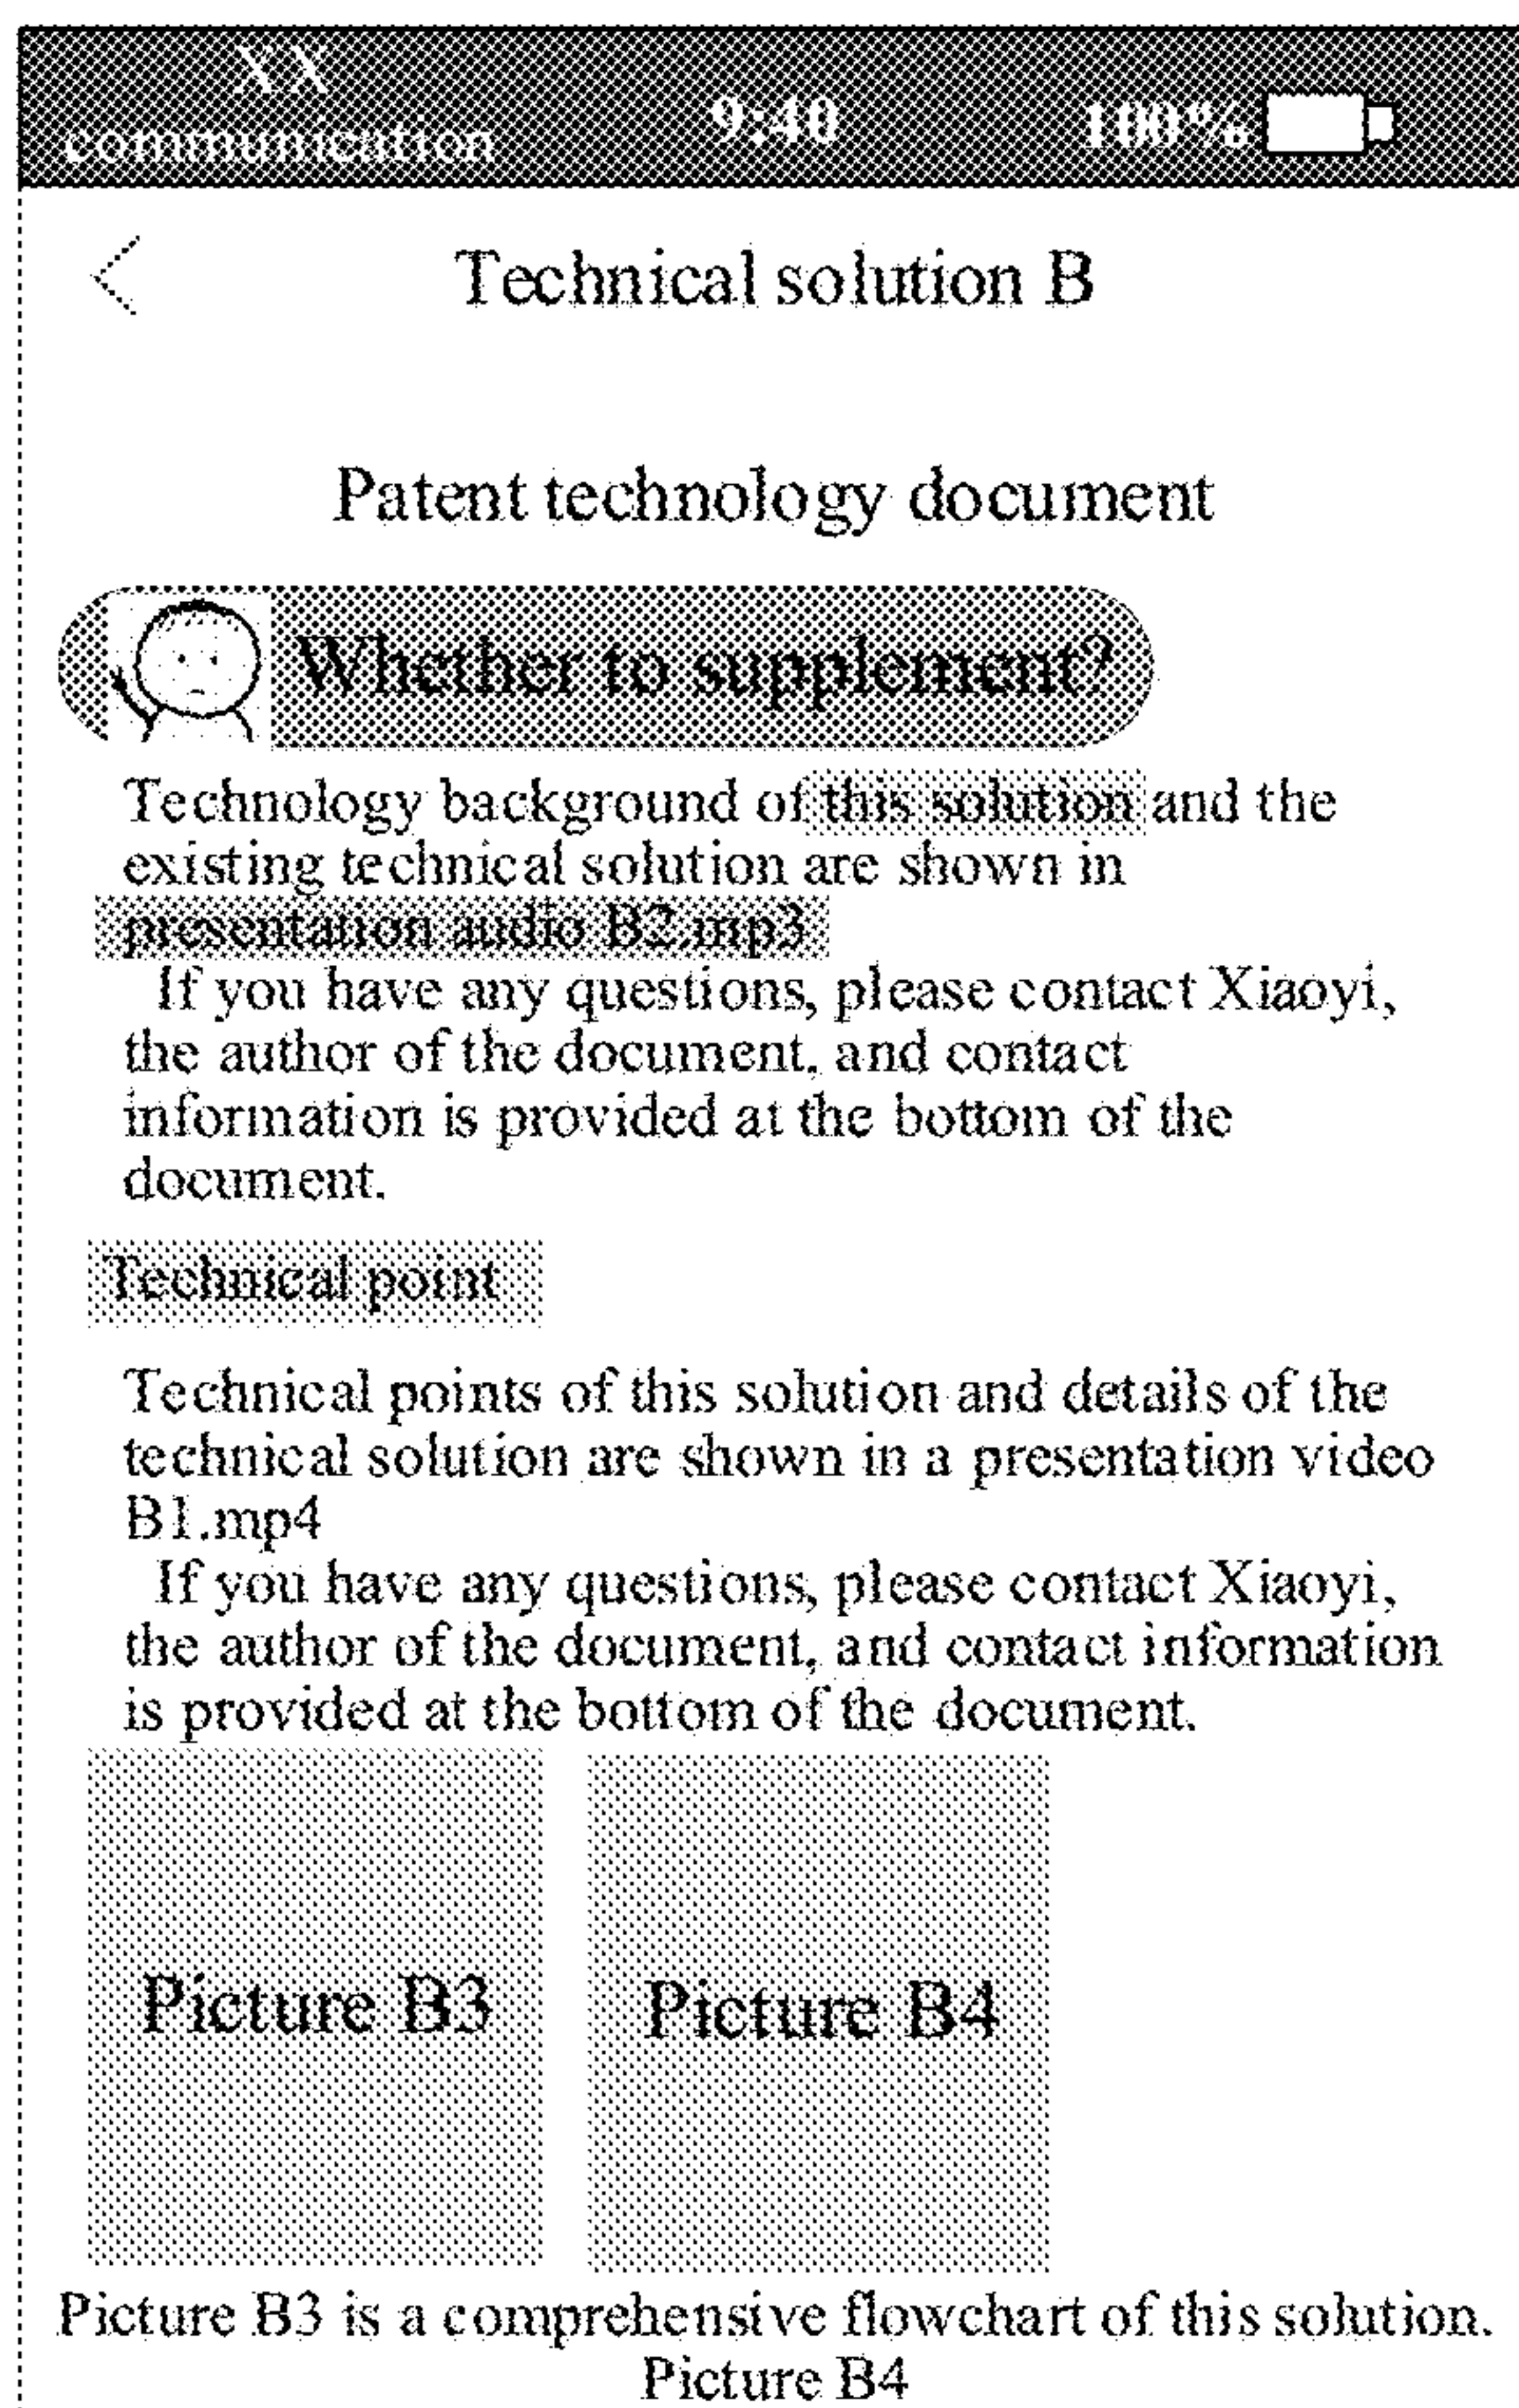 XX
communication 9:40 100%
< Technical solution B
Patent technology document
Whether to supplement?
Technology background of this solution and the
existing technical solution are shown in
presentation audio B2.mp3
If you have any questions, please contact Xiaoyi,
the author of the document, and contact
information is provided at the bottom of the
document.
Technical point
Technical points of this solution and details of the
technical solution are shown in a presentation video
B1.mp4
If you have any questions, please contact Xiaoyi,
the author of the document, and contact information
is provided at the bottom of the document.
Picture B3 Picture B4
Picture B3 is a comprehensive flowchart of this solution.
Picture B4